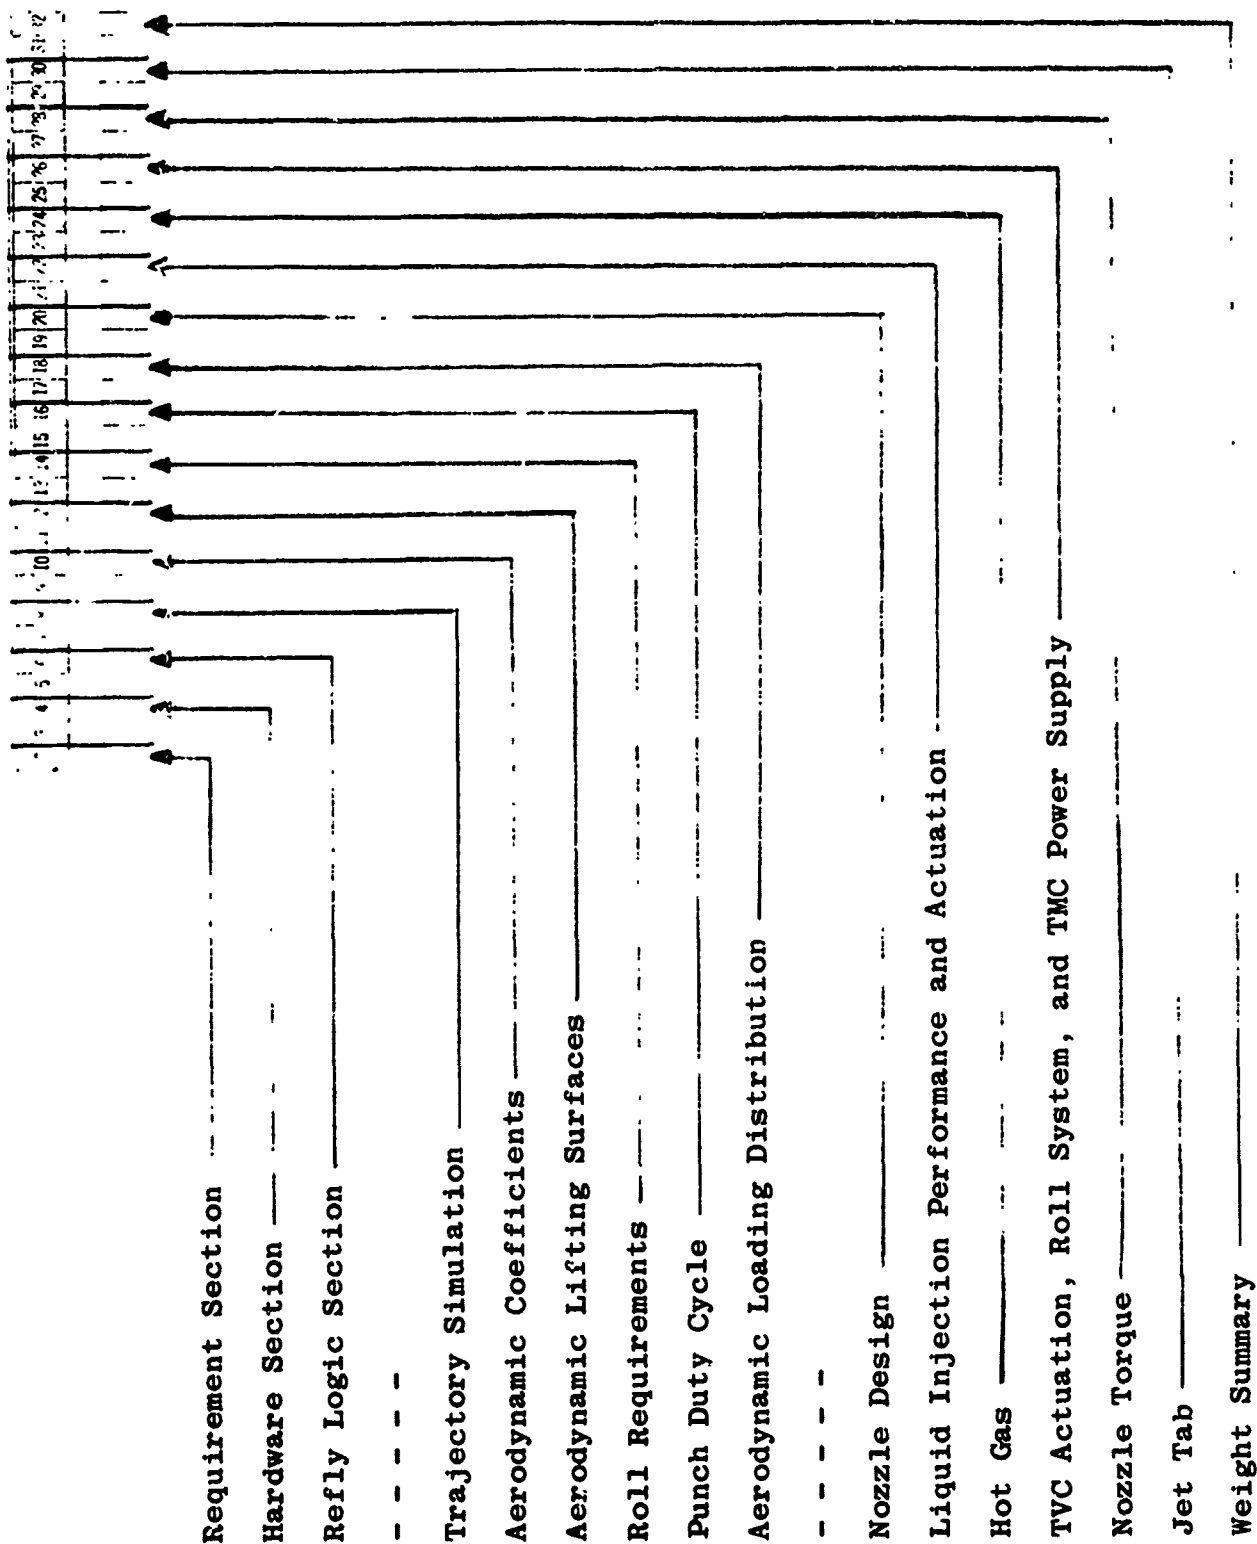 10 15 16 17 18 19 20 24 25 26 30
Requirement Section
Hardware Section
Refly Logic Section
- - - -
Trajectory Simulation
Aerodynamic Coefficients
Aerodynamic Lifting Surfaces
Roll Requirements
Punch Duty Cycle
Aerodynamic Loading Distribution
- - - -
Nozzle Design
Liquid Injection Performance and Actuation
Hot Gas
TVC Actuation, Roll System, and TMC Power Supply
Nozzle Torque
Jet Tab
Weight Summary